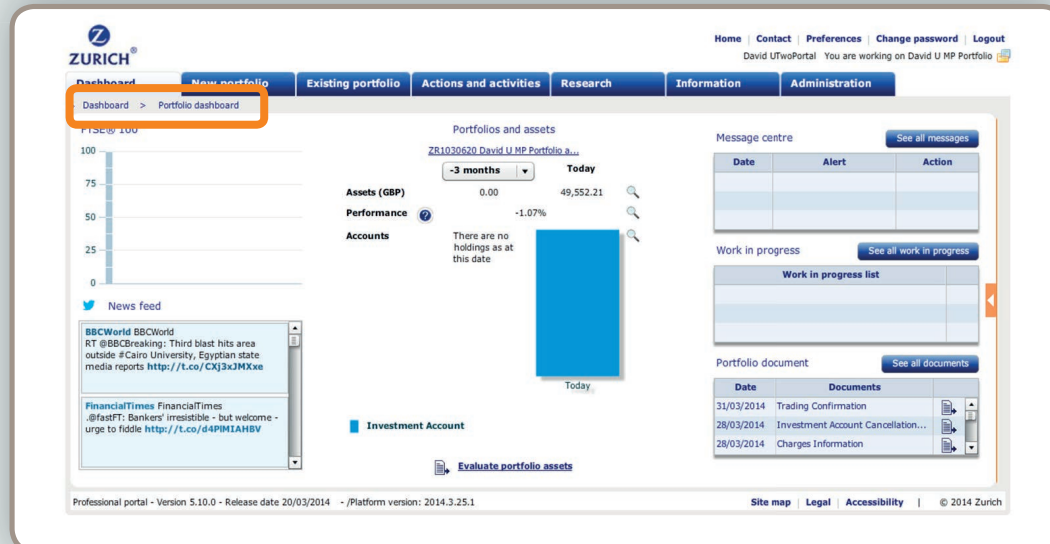 ZURICH®
Home | Contact | Preferences | Change password | Logout
David UTwoPortal You are working on David U MP Portfolio
Dashboard New portfolio Existing portfolio Actions and activities Research Information Administration
Dashboard > Portfolio dashboard
FTSE® 100
100
75
50
25
0
News feed
BBCWorld BBCWorld
RT @BBCBreaking: Third blast hits area
outside #Cairo University, Egyptian state
media reports http://t.co/CXj3xJMXxe
FinancialTimes FinancialTimes
.@fastFT: Bankers' irresistible - but welcome -
urge to fiddle http://t.co/d4PlMIAHBV
Portfolios and assets
ZR1030620 David U MP Portfolio a...
-3 months Today
Assets (GBP) 0.00 49,552.21
Performance ? -1.07%
Accounts There are no
holdings as at
this date
Today
Investment Account
Evaluate portfolio assets
Message centre See all messages
Date Alert Action
Work in progress See all work in progress
Work in progress list
Portfolio document See all documents
Date Documents
31/03/2014 Trading Confirmation
28/03/2014 Investment Account Cancellation...
28/03/2014 Charges Information
Professional portal - Version 5.10.0 - Release date 20/03/2014 - /Platform version: 2014.3.25.1
Site map | Legal | Accessibility | © 2014 Zurich